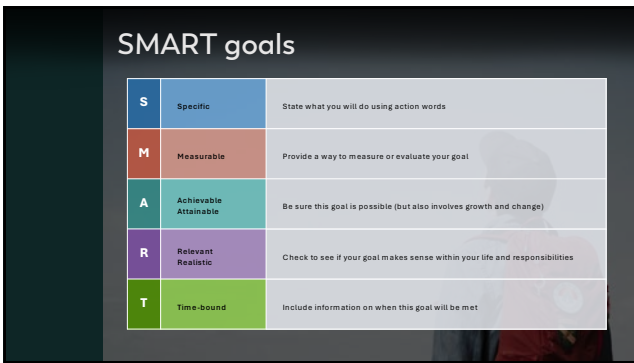 SMART goals
S
Specific
State what you will do using action words
M
Measurable
Provide a way to measure or evaluate your goal
A
Achievable
Attainable
Be sure this goal is possible (but also involves growth and change)
R
Relevant
Realistic
Check to see if your goal makes sense within your life and responsibilities
T
Time-bound
Include information on when this goal will be met